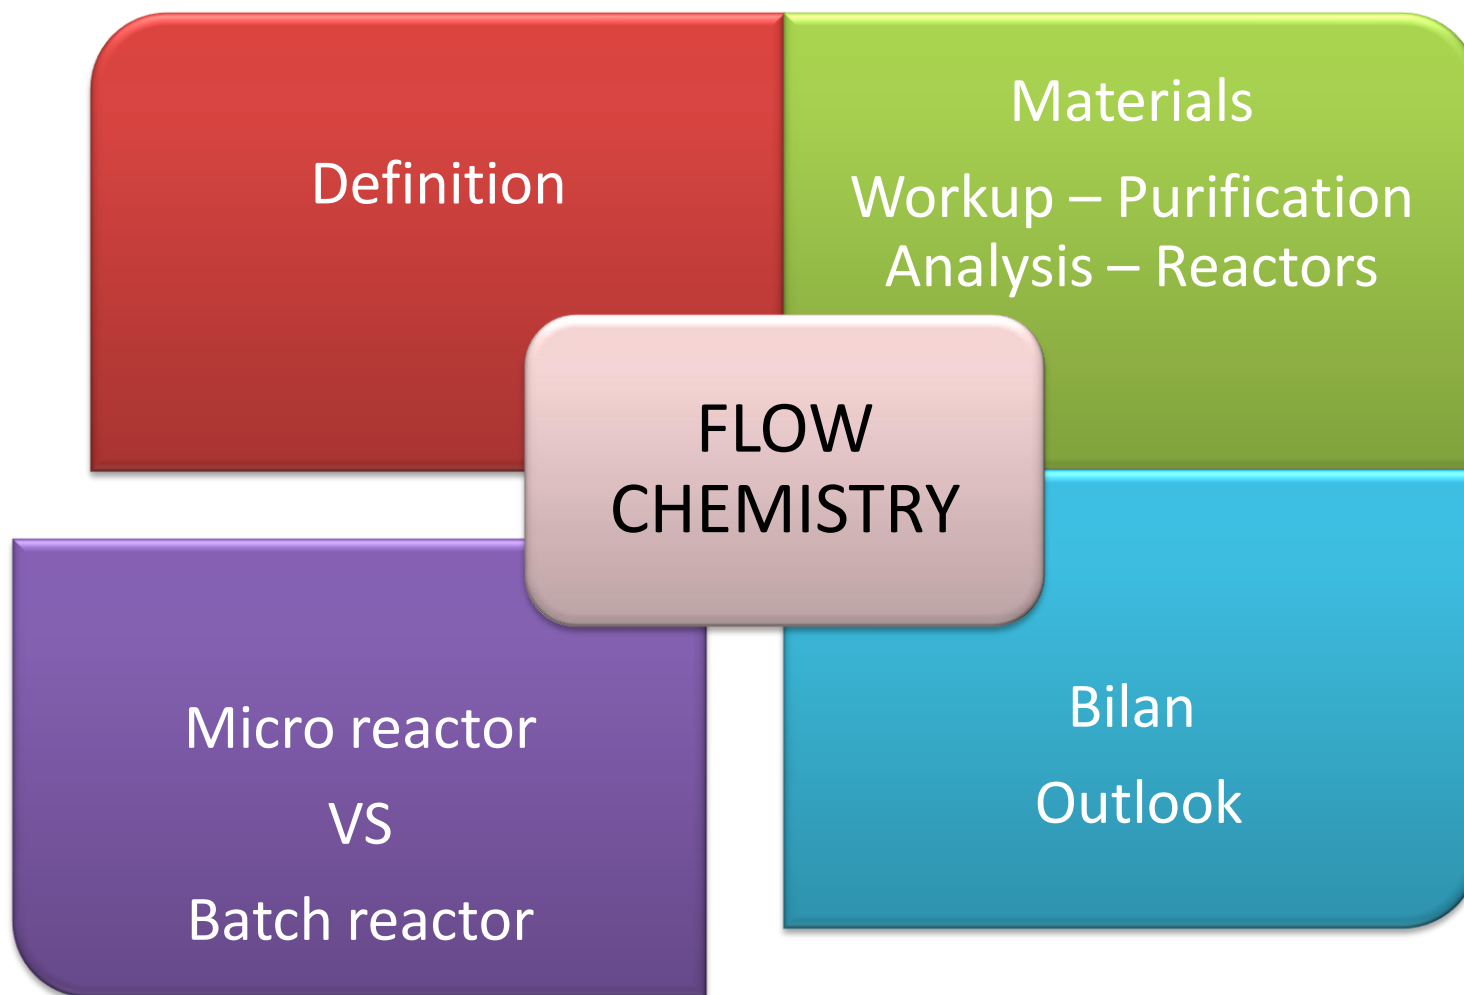 Definition
Materials
Workup – Purification
Analysis – Reactors
FLOW
CHEMISTRY
Micro reactor
VS
Batch reactor
Bilan
Outlook